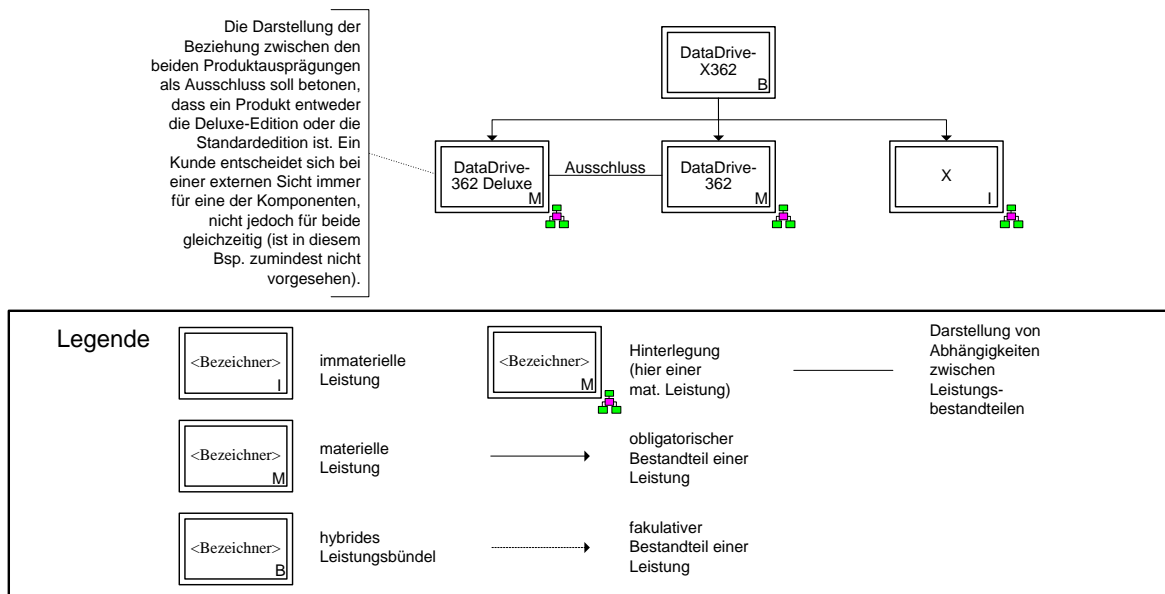 Die Darstellung der
Beziehung zwischen den
beiden Produktausprägungen
als Ausschluss soll betonen,
dass ein Produkt entweder
die Deluxe-Edition oder die
Standardedition ist. Ein
Kunde entscheidet sich bei
einer externen Sicht immer
für eine der Komponenten,
nicht jedoch für beide
gleichzeitig (ist in diesem
Bsp. zumindest nicht
vorgesehen).
DataDrive-
X362
B
DataDrive-
362 Deluxe
M
Ausschluss
DataDrive-
362
M
X
I
Legende
<Bezeichner>
I
immaterielle
Leistung
<Bezeichner>
M
Hinterlegung
(hier einer
mat. Leistung)
Darstellung von
Abhängigkeiten
zwischen
Leistungs-
bestandteilen
<Bezeichner>
M
materielle
Leistung
obligatorischer
Bestandteil einer
Leistung
<Bezeichner>
B
hybrides
Leistungsbündel
fakulativer
Bestandteil einer
Leistung